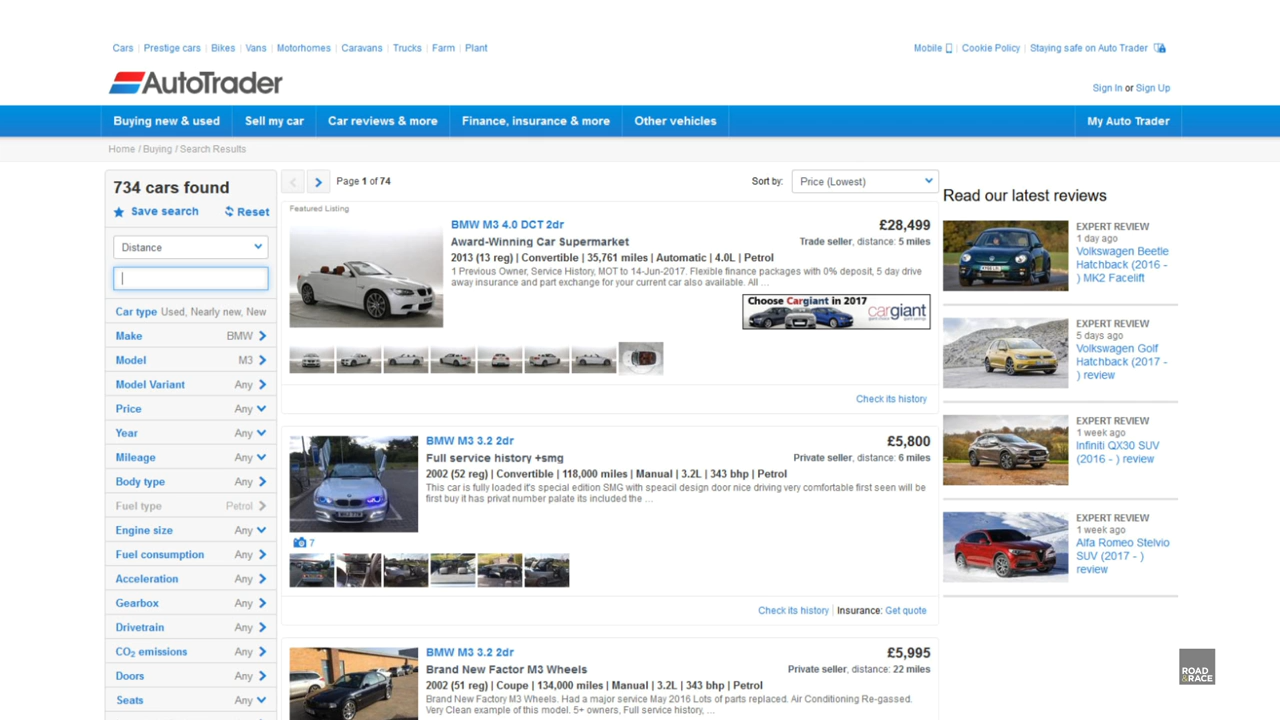 Cars | Prestige cars | Bikes | Vans | Motorhomes | Caravans | Trucks | Farm | Plant
Mobile | Cookie Policy | Staying safe on Auto Trader
AutoTrader
Sign In or Sign Up
Buying new & used
Sell my car
Car reviews & more
Finance, insurance & more
Other vehicles
My Auto Trader
Home / Buying / Search Results
734 cars found
Save search
Reset
Distance
Car type Used, Nearly new, New
Make BMW
Model M3
Model Variant Any
Price Any
Year Any
Mileage Any
Body type Any
Fuel type Petrol
Engine size Any
Fuel consumption Any
Acceleration Any
Gearbox Any
Drivetrain Any
CO2 emissions Any
Doors Any
Seats Any
Page 1 of 74
Sort by: Price (Lowest)
Featured Listing
BMW M3 4.0 DCT 2dr
£28,499
Award-Winning Car Supermarket
Trade seller, distance: 5 miles
2013 (13 reg) | Convertible | 35,761 miles | Automatic | 4.0L | Petrol
1 Previous Owner, Service History, MOT to 14-Jun-2017. Flexible finance packages with 0% deposit, 5 day drive
away insurance and part exchange for your current car also available. All ...
Choose Cargiant in 2017
cargiant
Check its history
BMW M3 3.2 2dr
£5,800
Full service history +smg
Private seller, distance: 6 miles
2002 (52 reg) | Convertible | 118,000 miles | Manual | 3.2L | 343 bhp | Petrol
This car is fully loaded it's special edition SMG with speacil design door nice driving very comfortable first seen will be
first buy it has privat number palate its included the ...
7
Check its history | Insurance: Get quote
BMW M3 3.2 2dr
£5,995
Brand New Factor M3 Wheels
Private seller, distance: 22 miles
2002 (51 reg) | Coupe | 134,000 miles | Manual | 3.2L | 343 bhp | Petrol
Brand New Factory M3 Wheels. Had a major service May 2016 Lots of parts replaced. Air Conditioning Re-gassed.
Very Clean example of this model. 5+ owners, Full service history, ...
Read our latest reviews
EXPERT REVIEW
1 day ago
Volkswagen Beetle
Hatchback (2016 -
) MK2 Facelift
EXPERT REVIEW
5 days ago
Volkswagen Golf
Hatchback (2017 -
) review
EXPERT REVIEW
1 week ago
Infiniti QX30 SUV
(2016 - ) review
EXPERT REVIEW
1 week ago
Alfa Romeo Stelvio
SUV (2017 - )
review
ROAD
&RACE